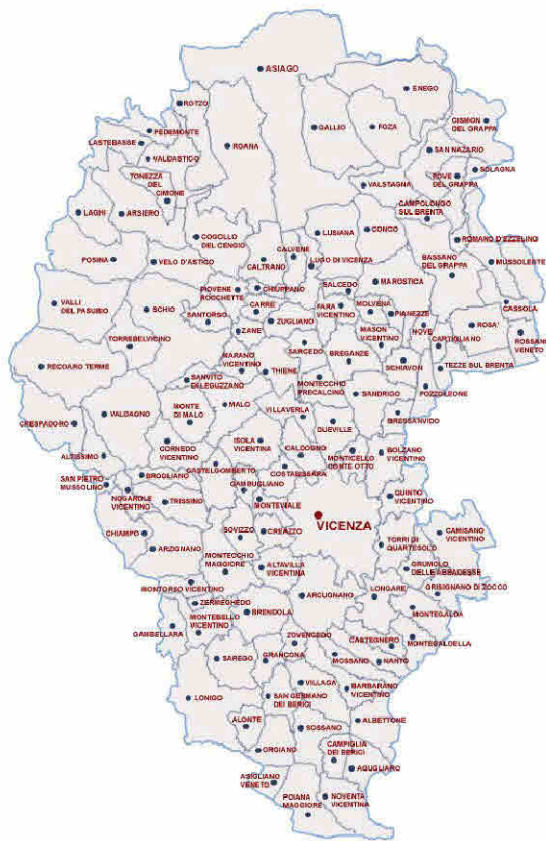 ASIAGO
ENEGO
ROTZO
CISMON
DEL GRAPPA
PEDEMONTE
GALLIO
FOZA
LASTEBASSE
ROANA
SAN NAZARIO
VALDASTICO
SOLAGNA
TONEZZA
DEL
CIMONE
POVE
DEL GRAPPA
VALSTAGNA
CAMPOLONGO
SUL BRENTA
LAGHI
ARSIERO
LUSIANA
CONCO
COGOLLO
DEL CENGIO
ROMANO D'EZZELINO
CALVENE
POSINA
VELO D'ASTICO
CALTRANO
LUGO DI VICENZA
BASSANO
DEL GRAPPA
MUSSOLENTE
MAROSTICA
PIOVENE
ROCCHETTE
CHIUPPANO
SALCEDO
VALLI
DEL PASUBIO
SCHIO
CARRE'
FARA
VICENTINO
MOLVENA
PIANEZZE
CASSOLA
SANTORSO
ZUGLIANO
NOVE
ROSA'
ZANE'
MASON
VICENTINO
CARTIGLIANO
ROSSANO
VENETO
TORREBELVICINO
SARCEDO
MARANO
VICENTINO
BREGANZE
SCHIAVON
TEZZE SUL BRENTA
RECOARO TERME
THIENE
SAN VITO
DI LEGUZZANO
MONTECCHIO
PRECALCINO
SANDRIGO
POZZOLEONE
MALO
VILLAVERLA
BRESSANVIDO
VALDAGNO
MONTE
DI MALO
DUEVILLE
CRESPADORO
ISOLA
VICENTINA
CALDOGNO
MONTICELLO
CONTE OTTO
BOLZANO
VICENTINO
ALTISSIMO
CORNEDO
VICENTINO
CASTELGOMBERTO
COSTABISSARA
SAN PIETRO
MUSSOLINO
BROGLIANO
GAMBUGLIANO
QUINTO
VICENTINO
NOGAROLE
VICENTINO
TRISSINO
MONTEVIALE
VICENZA
CHIAMPO
SOVIZZO
CREAZZO
CAMISANO
VICENTINO
TORRI DI
QUARTESOLO
ARZIGNANO
MONTECCHIO
MAGGIORE
ALTAVILLA
VICENTINA
GRUMOLO
DELLE ABBADESSE
MONTORSO VICENTINO
ARCUGNANO
LONGARE
GRISIGNANO DI ZOCCO
ZERMEGHEDO
BRENDOLA
MONTEGALDA
MONTEBELLO
VICENTINO
GAMBELLARA
ZOVENCEDO
CASTEGNERO
MONTEGALDELLA
SAREGO
GRANCONA
MOSSANO
NANTO
VILLAGA
BARBARANO
VICENTINO
LONIGO
SAN GERMANO
DEI BERICI
ALONTE
SOSSANO
ALBETTONE
ORGIANO
CAMPIGLIA
DEI BERICI
AGUGLIARO
ASIGLIANO
VENETO
POIANA
MAGGIORE
NOVENTA
VICENTINA